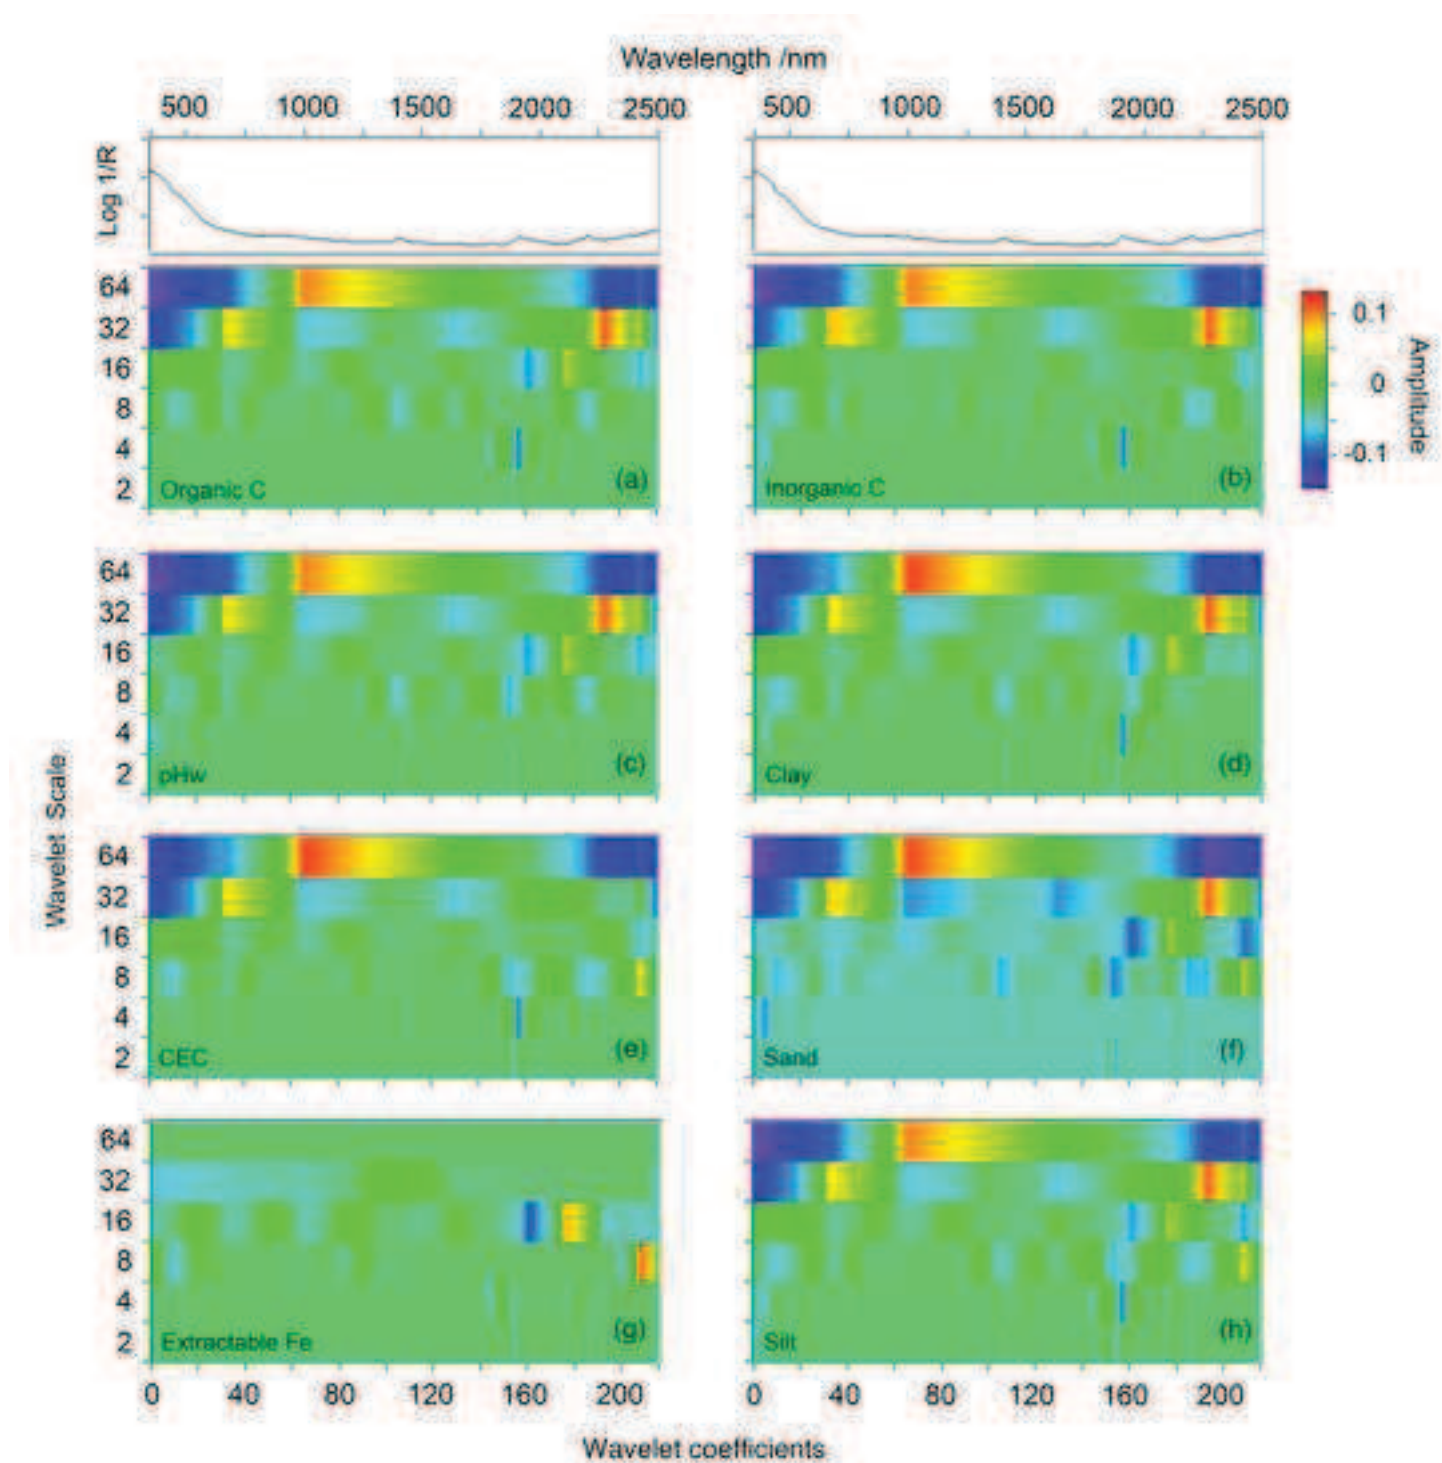 Wavelength /nm
500 1000 1500 2000 2500 500 1000 1500 2000 2500
Log 1/R
64
32
16
8
4
2
Organic C (a)
Inorganic C (b)
0.1
0
-0.1
Amplitude
64
32
16
8
4
2
pHw (c)
Clay (d)
Wavelet Scale
64
32
16
8
4
2
CEC (e)
Sand (f)
64
32
16
8
4
2
Extractable Fe (g)
Silt (h)
0 40 80 120 160 200 0 40 80 120 160 200
Wavelet coefficients